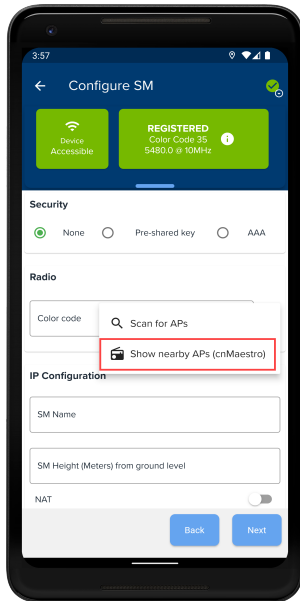 3:57
Configure SM
Device
Accessible
REGISTERED
Color Code 35
5480.0 @ 10MHz
Security
None
Pre-shared key
AAA
Radio
Color code
Scan for APs
Show nearby APs (cnMaestro)
IP Configuration
SM Name
SM Height (Meters) from ground level
NAT
Back
Next